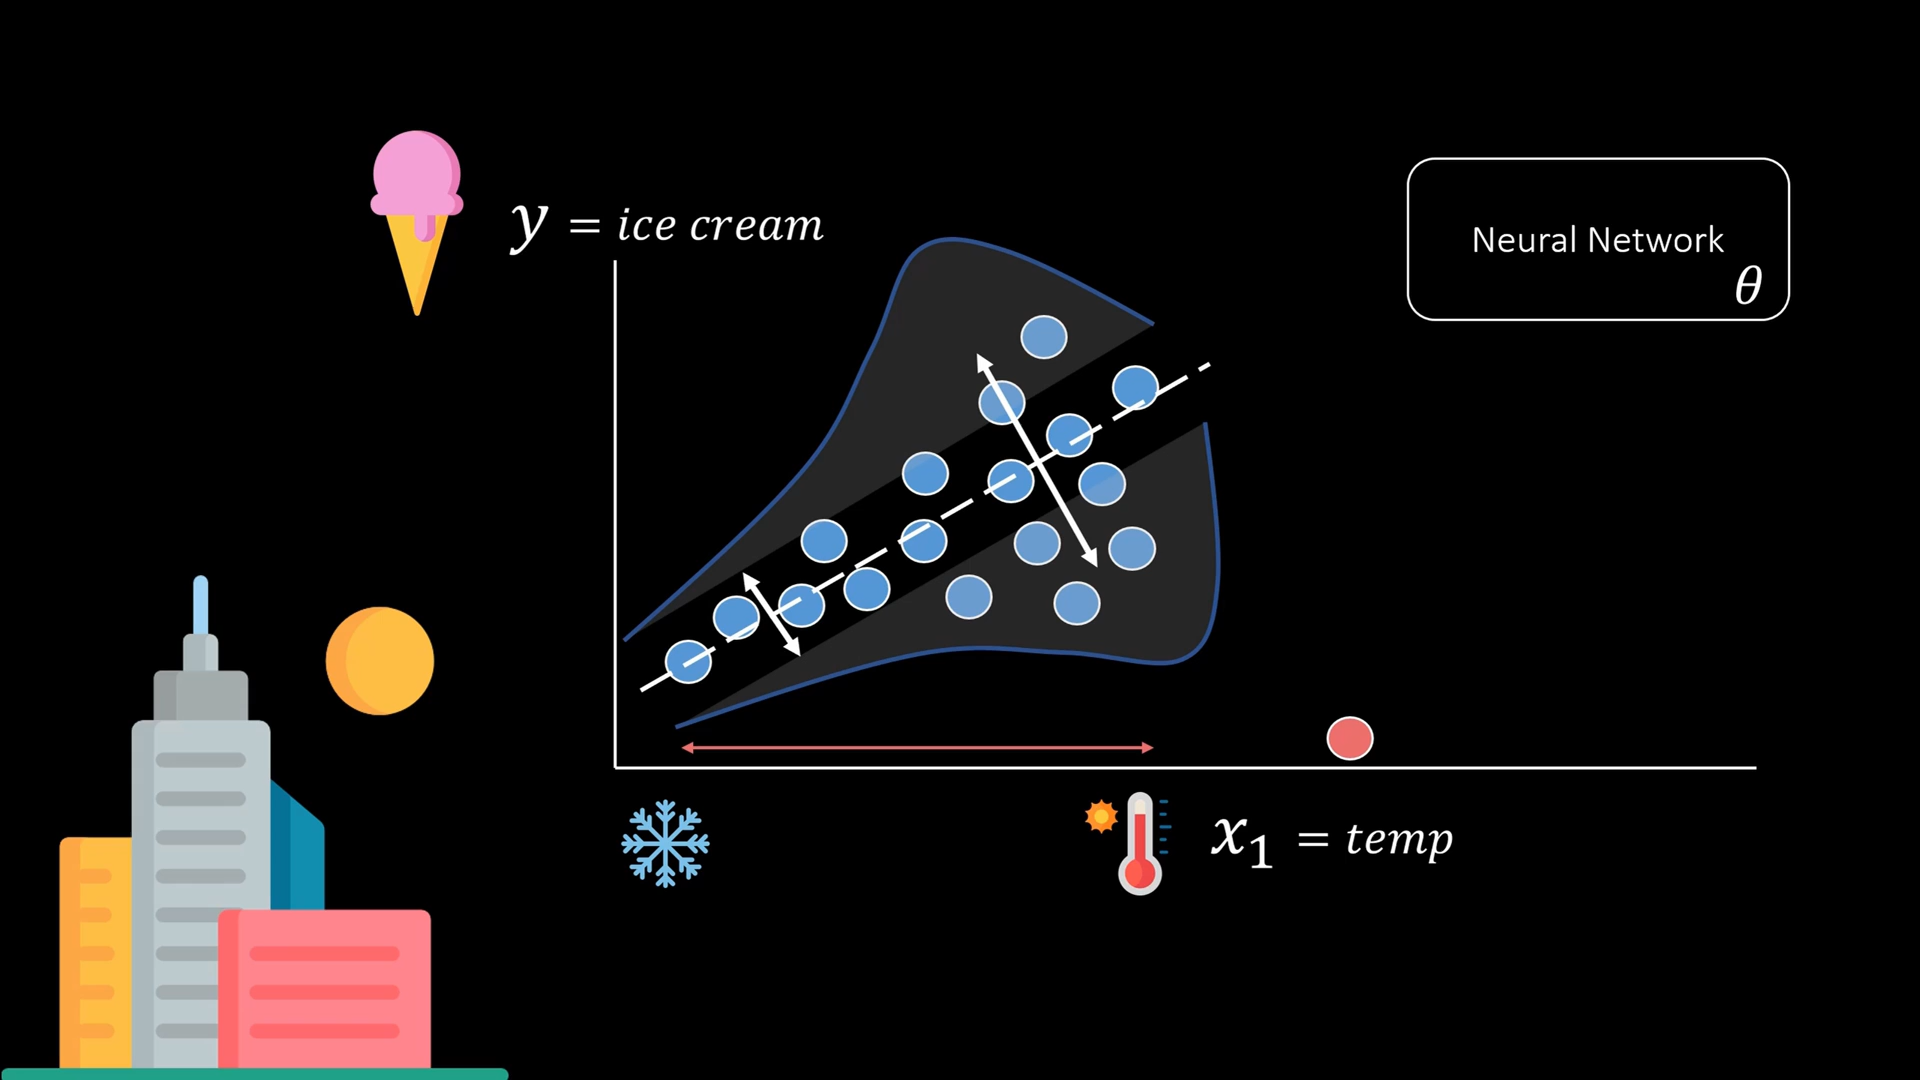 y = ice cream
Neural Network
θ
x₁ = temp